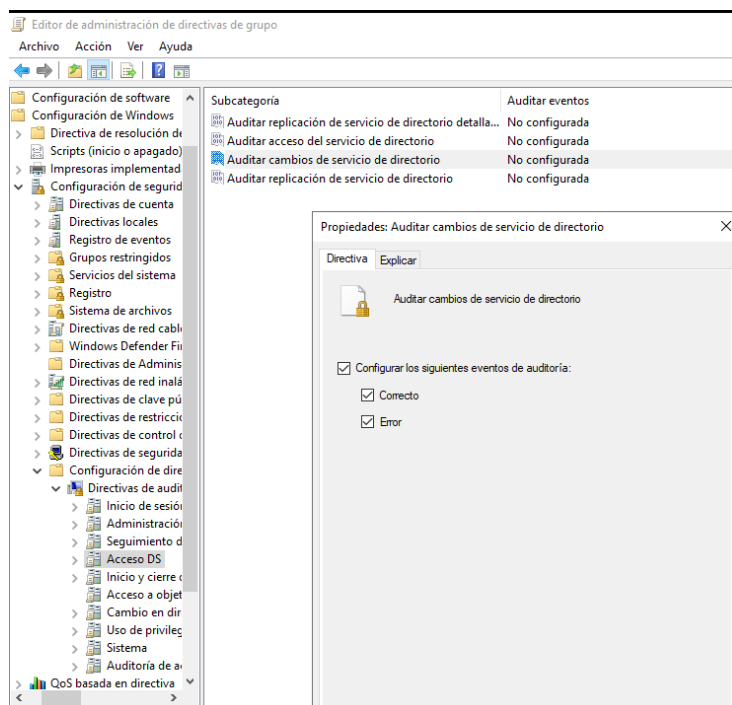 Editor de administración de directivas de grupo
Archivo Acción Ver Ayuda
Configuración de software
Configuración de Windows
Directiva de resolución de
Scripts (inicio o apagado)
Impresoras implementad
Configuración de segurid
Directivas de cuenta
Directivas locales
Registro de eventos
Grupos restringidos
Servicios del sistema
Registro
Sistema de archivos
Directivas de red cable
Windows Defender Fi
Directivas de Adminis
Directivas de red inalá
Directivas de clave pú
Directivas de restricció
Directivas de control d
Directivas de segurida
Configuración de dire
Directivas de audit
Inicio de sesió
Administració
Seguimiento d
Acceso DS
Inicio y cierre d
Acceso a objet
Cambio en dir
Uso de privileg
Sistema
Auditoría de a
QoS basada en directiva
Subcategoría Auditar eventos
Auditar replicación de servicio de directorio detalla... No configurada
Auditar acceso del servicio de directorio No configurada
Auditar cambios de servicio de directorio No configurada
Auditar replicación de servicio de directorio No configurada
Propiedades: Auditar cambios de servicio de directorio
Directiva Explicar
Auditar cambios de servicio de directorio
Configurar los siguientes eventos de auditoría:
Correcto
Error